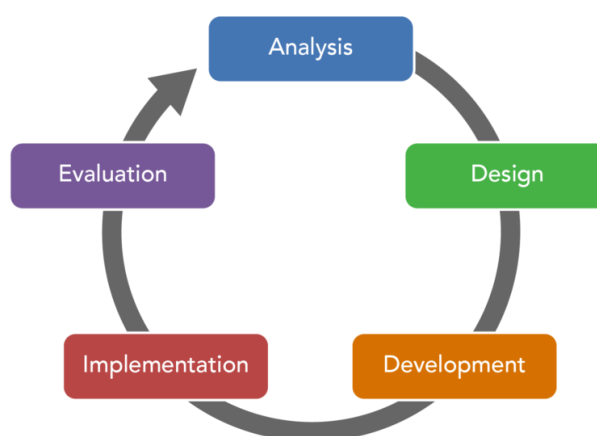 Analysis
Design
Development
Implementation
Evaluation